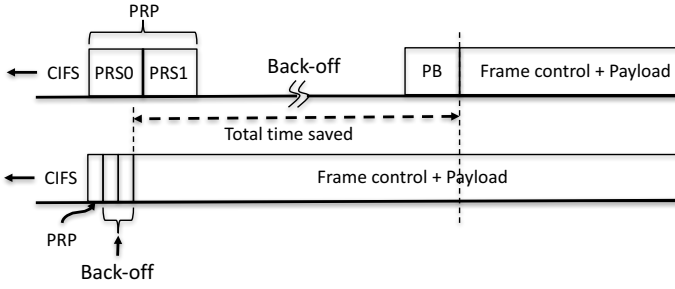 PRP
CIFS PRS0 PRS1 Back-off PB Frame control + Payload
Total time saved
CIFS Frame control + Payload
PRP
Back-off